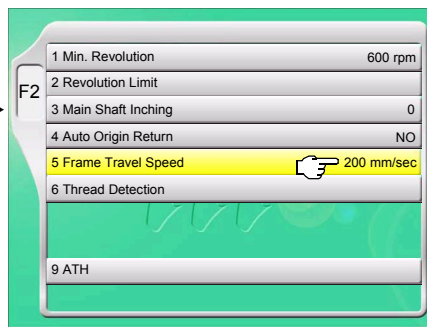 F2
1 Min. Revolution 600 rpm
2 Revolution Limit
3 Main Shaft Inching 0
4 Auto Origin Return NO
5 Frame Travel Speed 200 mm/sec
6 Thread Detection
9 ATH